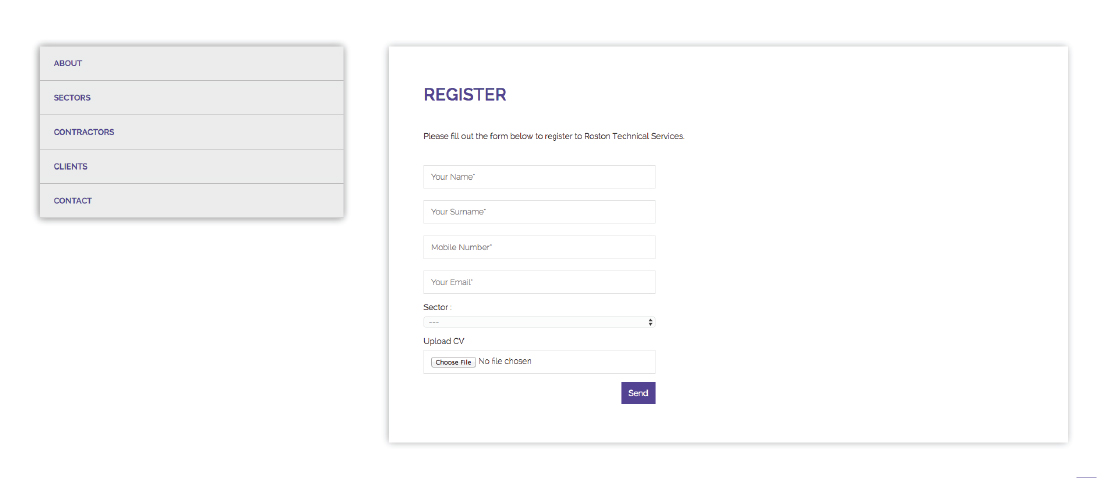 ABOUT
SECTORS
CONTRACTORS
CLIENTS
CONTACT
REGISTER
Please fill out the form below to register to Roston Technical Services.
Your Name*
Your Surname*
Mobile Number*
Your Email*
Sector :
---
Upload CV
Choose File No file chosen
Send